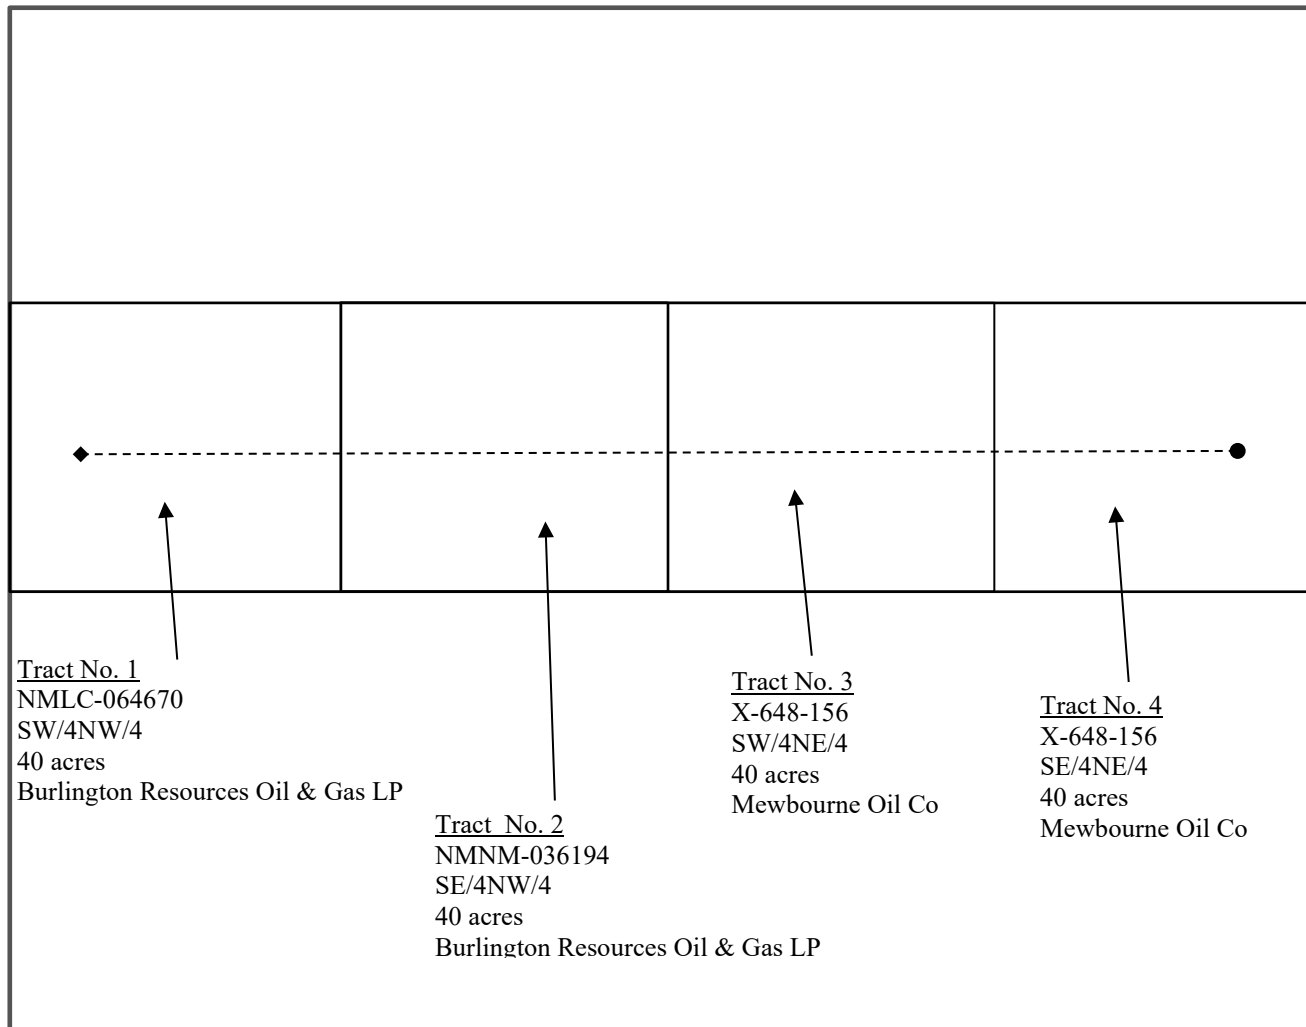 Tract No. 1
NMLC-064670
SW/4NW/4
40 acres
Burlington Resources Oil & Gas LP
Tract  No. 2
NMNM-036194
SE/4NW/4
40 acres
Burlington Resources Oil & Gas LP
Tract No. 3
X-648-156
SW/4NE/4
40 acres
Mewbourne Oil Co
Tract No. 4
X-648-156
SE/4NE/4
40 acres
Mewbourne Oil Co